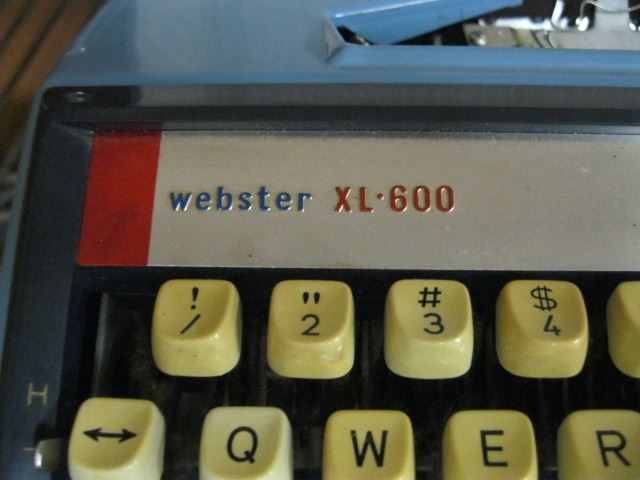 webster XL·600
! " # $
/ 2 3 4
H
↔ Q W E R